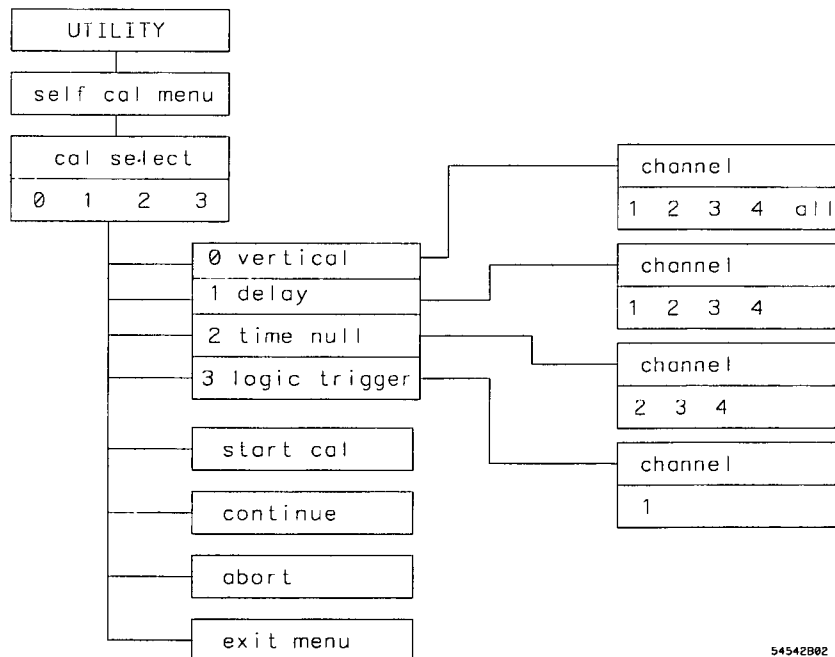 UTILITY
self cal menu
cal select
0 1 2 3
0 vertical
1 delay
2 time null
3 logic trigger
start cal
continue
abort
exit menu
channel
1 2 3 4 all
channel
1 2 3 4
channel
2 3 4
channel
1
54542B02